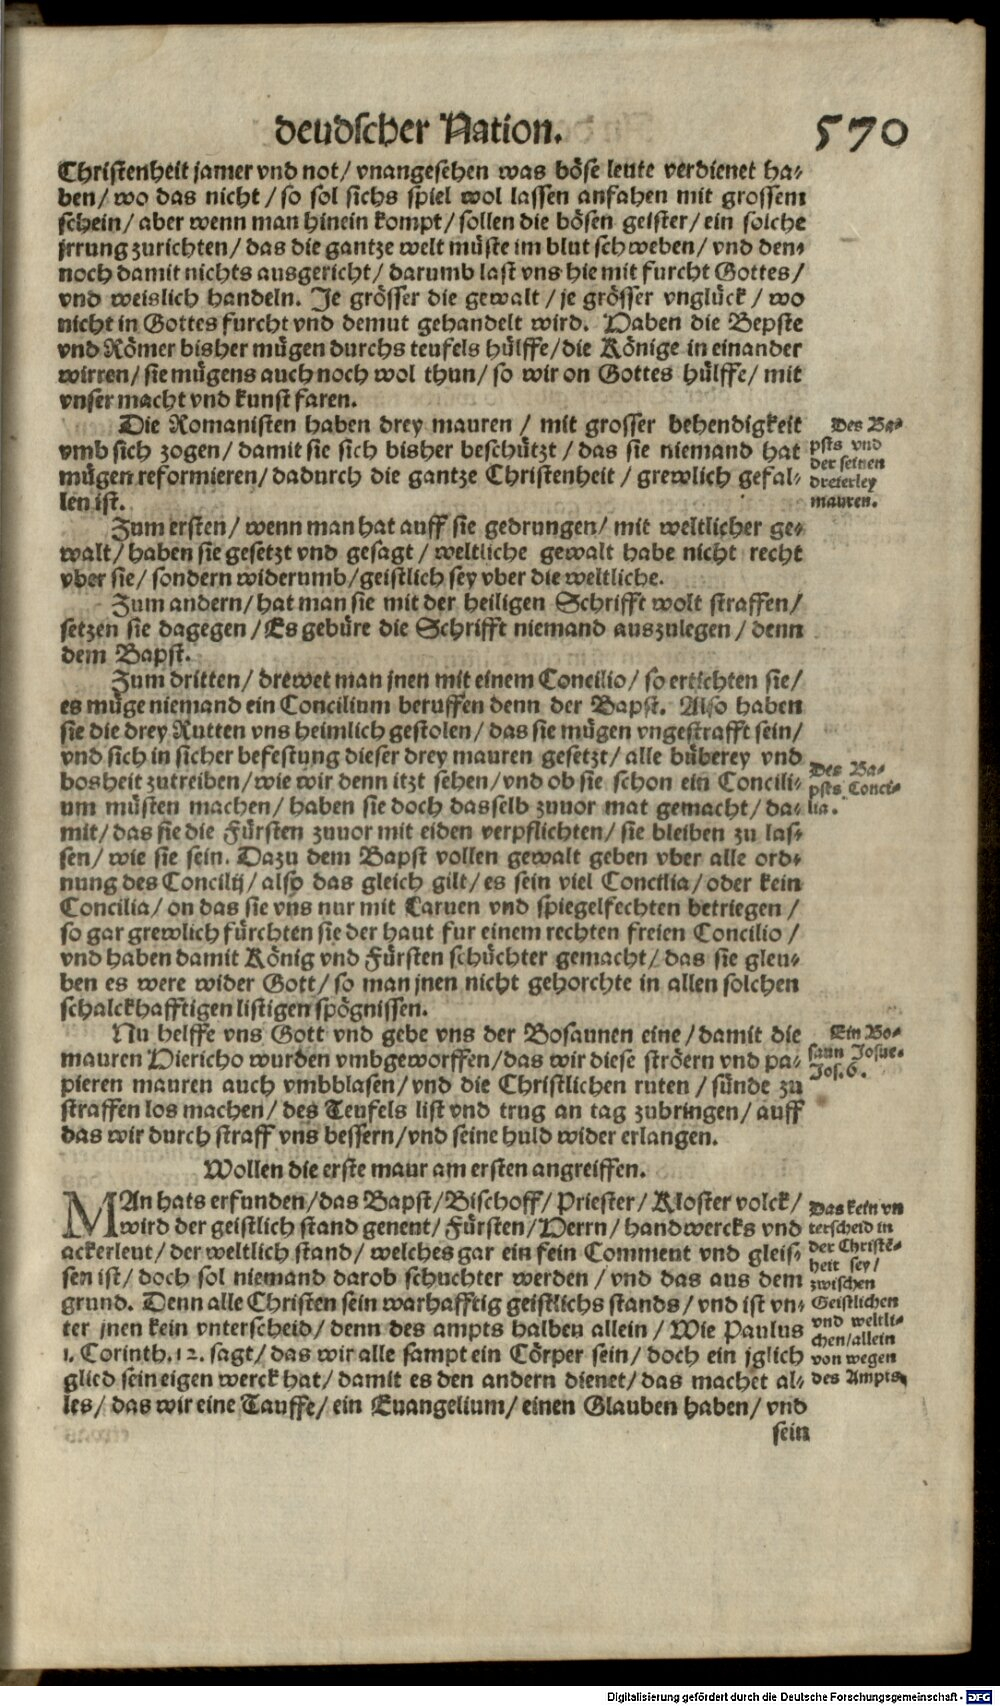 deudscher Nation. 570
Christenheit jamer vnd not/ vnangesehen was böse leute verdienet ha-
ben/ wo das nicht/ so sol sichs spiel wol lassen anfahen mit grossem
schein/ aber wenn man hinein kompt/ sollen die bösen geister/ ein solche
jrrung zurichten/ das die gantze welt müste im blut schweben/ vnd den-
noch damit nichts ausgericht/ darumb last vns hie mit furcht Gottes/
vnd weislich handeln. Je grösser die gewalt/ je grösser vnglück/ wo
nicht in Gottes furcht vnd demut gehandelt wird. Haben die Bepste
vnd Römer bisher mügen durchs teufels hülffe/ die Könige in einander
wirren/ sie mügens auch noch wol thun/ so wir on Gottes hülffe/ mit
vnser macht vnd kunst faren.
Die Romanisten haben drey mauren / mit grosser behendigkeit
vmb sich zogen/ damit sie sich bisher beschützt/ das sie niemand hat
mügen reformieren/ dadurch die gantze Christenheit/ grewlich gefal-
len ist.
Des Ba-
psts vnd
der seinen
dreierley
mauren.
Zum ersten/ wenn man hat auff sie gedrungen/ mit weltlicher ge-
walt/ haben sie gesetzt vnd gesagt/ weltliche gewalt habe nicht recht
vber sie/ sondern widerumb/ geistlich sey vber die weltliche.
Zum andern/ hat man sie mit der heiligen Schrifft wolt straffen/
setzen sie dagegen/ Es gebüre die Schrifft niemand auszulegen/ denn
dem Bapst.
Zum dritten/ drewet man jnen mit einem Concilio/ so ertichten sie/
es müge niemand ein Concilium beruffen denn der Bapst. Also haben
sie die drey Rutten vns heimlich gestolen/ das sie mügen vngestrafft sein/
vnd sich in sicher befestung dieser drey mauren gesetzt/ alle büberey vnd
bosheit zutreiben/ wie wir denn itzt sehen/ vnd ob sie schon ein Concili-
um müsten machen/ haben sie doch dasselb zuuor mat gemacht/ da-
mit/ das sie die Fürsten zuuor mit eiden verpflichten/ sie bleiben zu las-
sen/ wie sie sein. Dazu dem Bapst vollen gewalt geben vber alle ord-
nung des Concilij/ also das gleich gilt/ es sein viel Concilia/ oder kein
Concilia/ on das sie vns nur mit Laruen vnd spiegelfechten betriegen/
so gar grewlich fürchten sie der haut fur einem rechten freien Concilio/
vnd haben damit König vnd Fürsten schüchter gemacht/ das sie gleu-
ben es were wider Gott/ so man jnen nicht gehorchte in allen solchen
schalckhafftigen listigen spögnissen.
Des Ba-
psts Conci-
lia.
Nu helffe vns Gott vnd gebe vns der Bosaunen eine/ damit die
mauren Hiericho wurden vmbgeworffen/ das wir diese ströern vnd pa-
pieren mauren auch vmbblasen/ vnd die Christlichen ruten/ sünde zu
straffen los machen/ des Teufels list vnd trug an tag zubringen/ auff
das wir durch straff vns bessern/ vnd seine huld wider erlangen.
Ein Bo-
saun Josue.
Jos. 6.
Wollen die erste maur am ersten angreiffen.
MAn hats erfunden/ das Bapst/ Bischoff/ Priester/ Kloster volck/
wird der geistlich stand genent/ Fürsten/ Herrn/ handwercks vnd
ackerleut/ der weltlich stand/ welches gar ein fein Comment vnd gleis-
sen ist/ doch sol niemand darob schuchter werden/ vnd das aus dem
grund. Denn alle Christen sein warhafftig geistlichs stands/ vnd ist vn-
ter jnen kein vnterscheid/ denn des ampts halben allein/ Wie Paulus
1. Corinth. 12. sagt/ das wir alle sampt ein Cörper sein/ doch ein jglich
glied sein eigen werck hat/ damit es den andern dienet/ das machet al-
les/ das wir eine Tauffe/ ein Euangelium/ einen Glauben haben/ vnd
sein
Das kein vn
terscheid in
der Christē-
heit sey/
zwischen
Geistlichen
vnd weltli-
chen/ allein
von wegen
des Ampts.
Digitalisierung gefördert durch die Deutsche Forschungsgemeinschaft - DFG